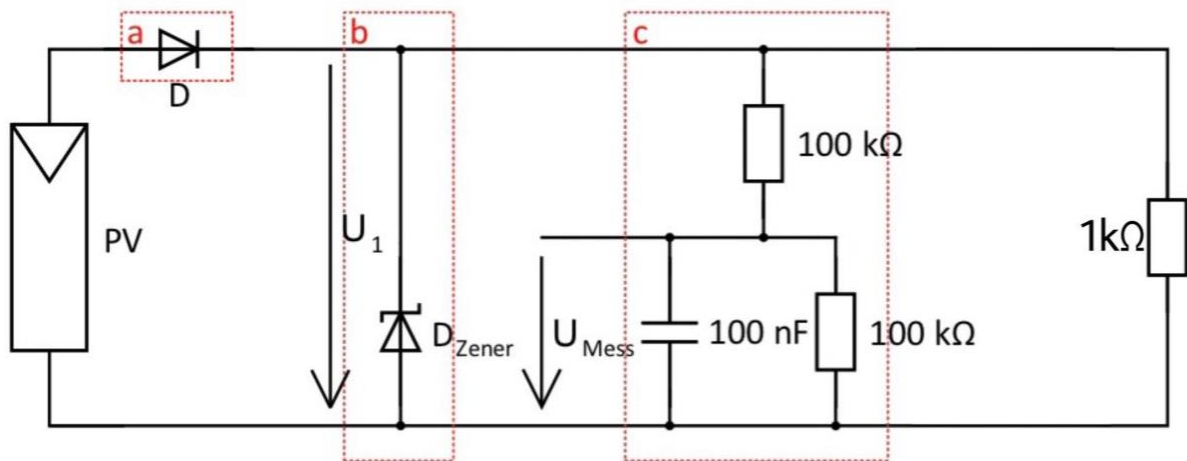 a
b
c
D
100 kΩ
PV
U1
1kΩ
DZener
UMess
100 nF
100 kΩ